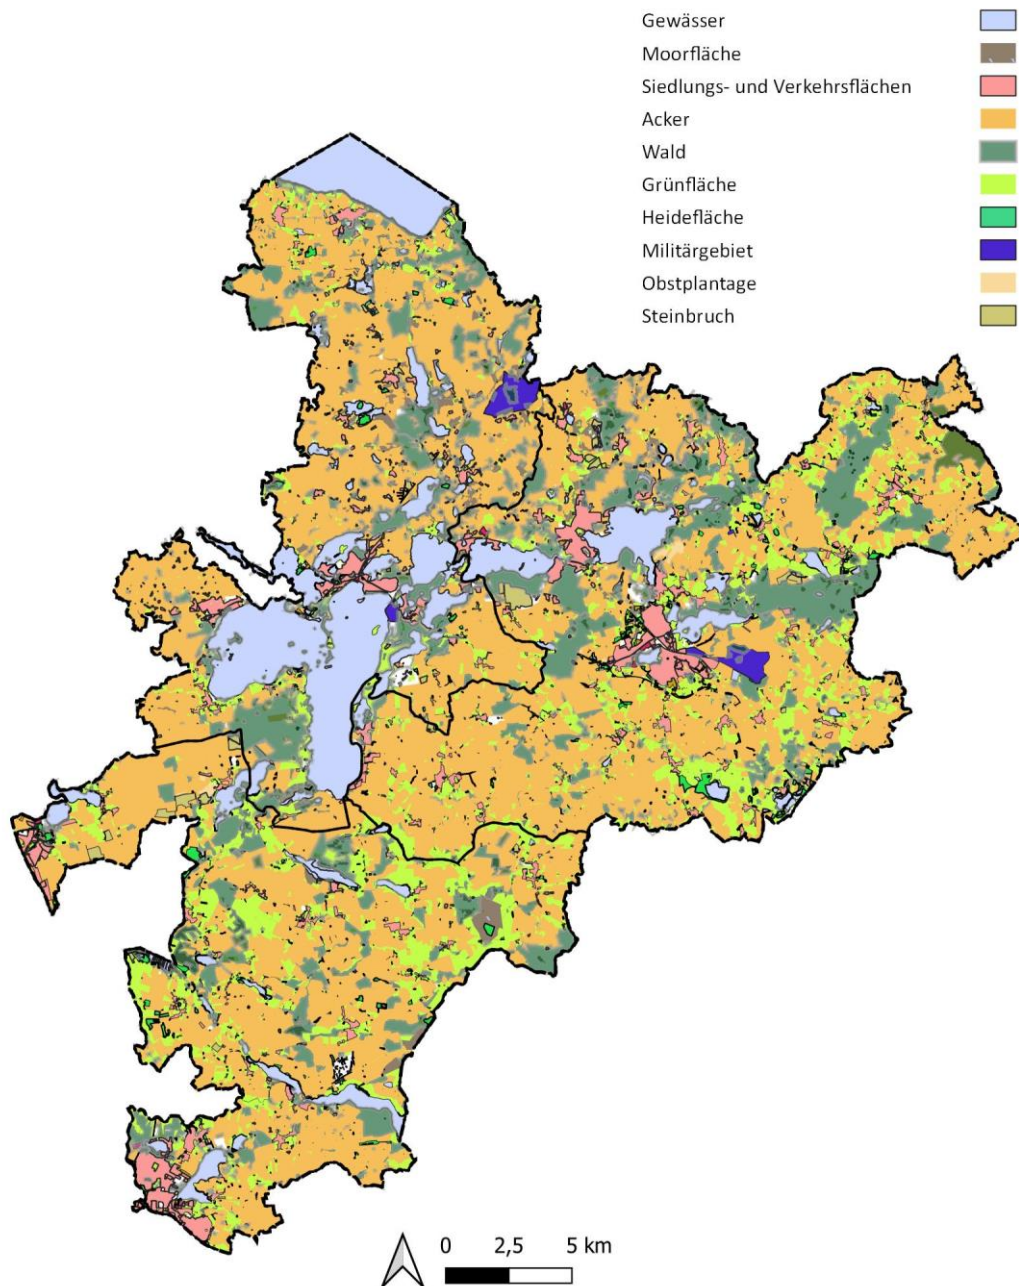 Gewässer
Moorfläche
Siedlungs- und Verkehrsflächen
Acker
Wald
Grünfläche
Heidefläche
Militärgebiet
Obstplantage
Steinbruch
0 2,5 5 km